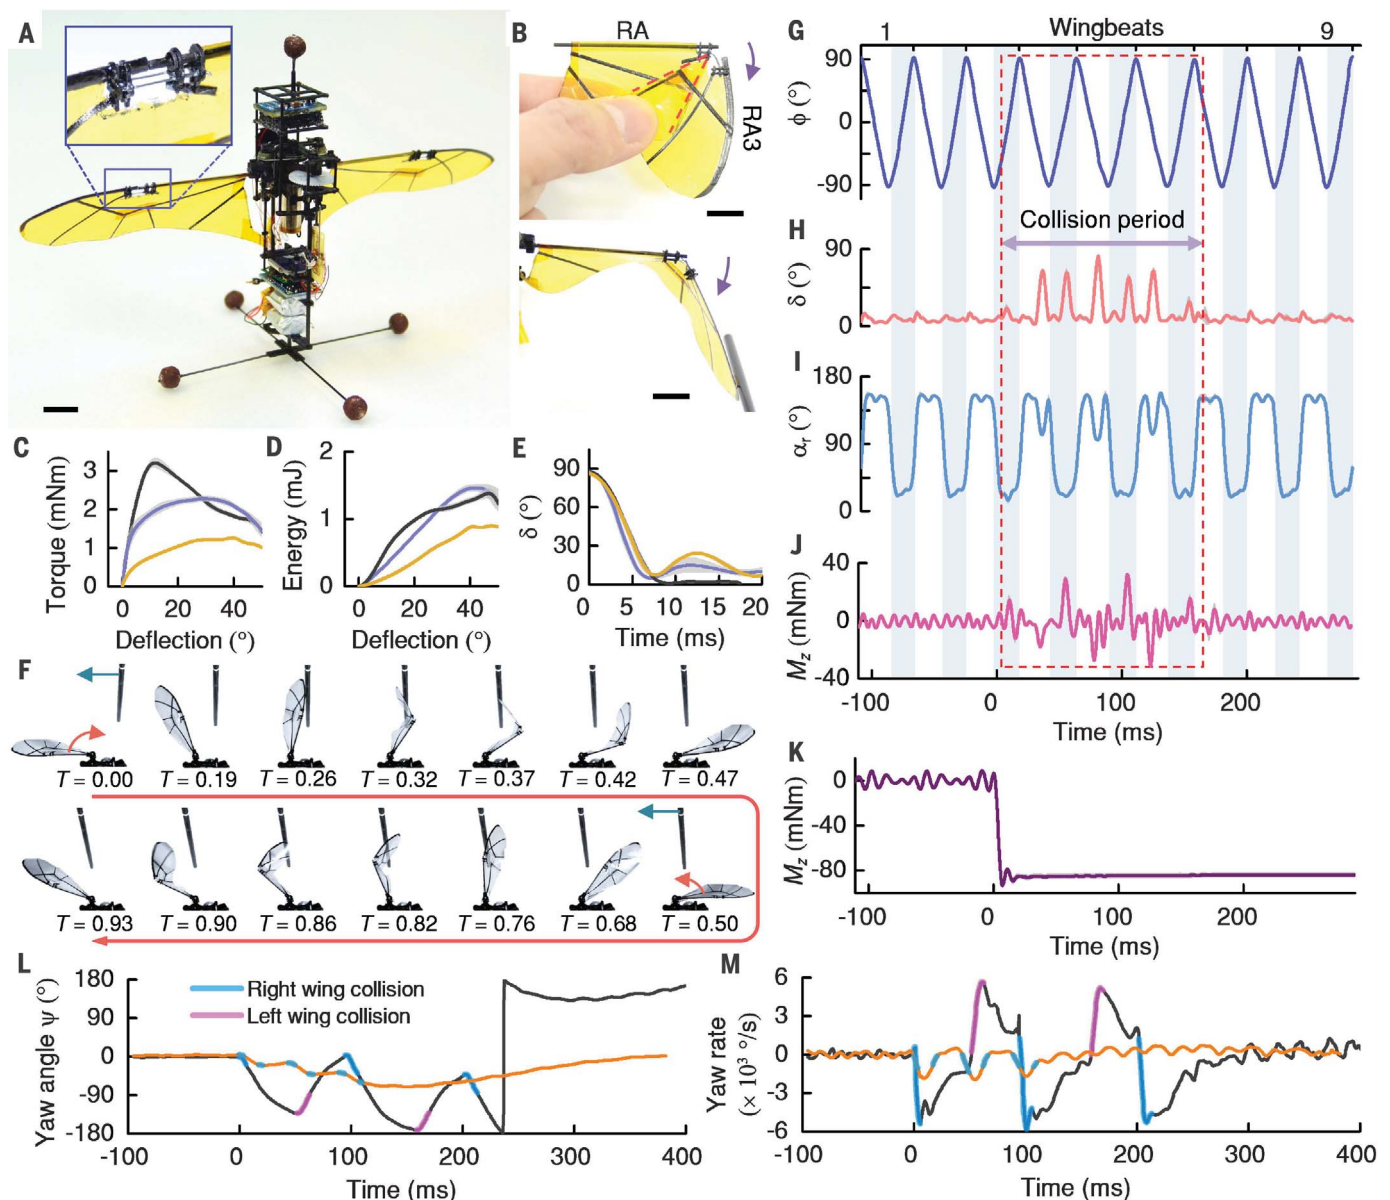 A
B
RA
RA3
C
Torque (mNm)
3
2
1
0
0
20
40
Deflection (°)
D
Energy (mJ)
2
1
0
0
20
40
Deflection (°)
E
δ (°)
90
60
30
0
0
5
10
15
20
Time (ms)
F
T = 0.00
T = 0.19
T = 0.26
T = 0.32
T = 0.37
T = 0.42
T = 0.47
T = 0.93
T = 0.90
T = 0.86
T = 0.82
T = 0.76
T = 0.68
T = 0.50
G
1
Wingbeats
9
ϕ (°)
90
0
-90
H
Collision period
δ (°)
90
0
I
αr (°)
180
90
0
J
Mz (mNm)
40
0
-40
-100
0
100
200
Time (ms)
K
Mz (mNm)
0
-40
-80
-100
0
100
200
Time (ms)
L
Yaw angle ψ (°)
180
90
0
-90
-180
Right wing collision
Left wing collision
-100
0
100
200
300
400
Time (ms)
M
Yaw rate
(× 10³ °/s)
6
3
0
-3
-6
-100
0
100
200
300
400
Time (ms)